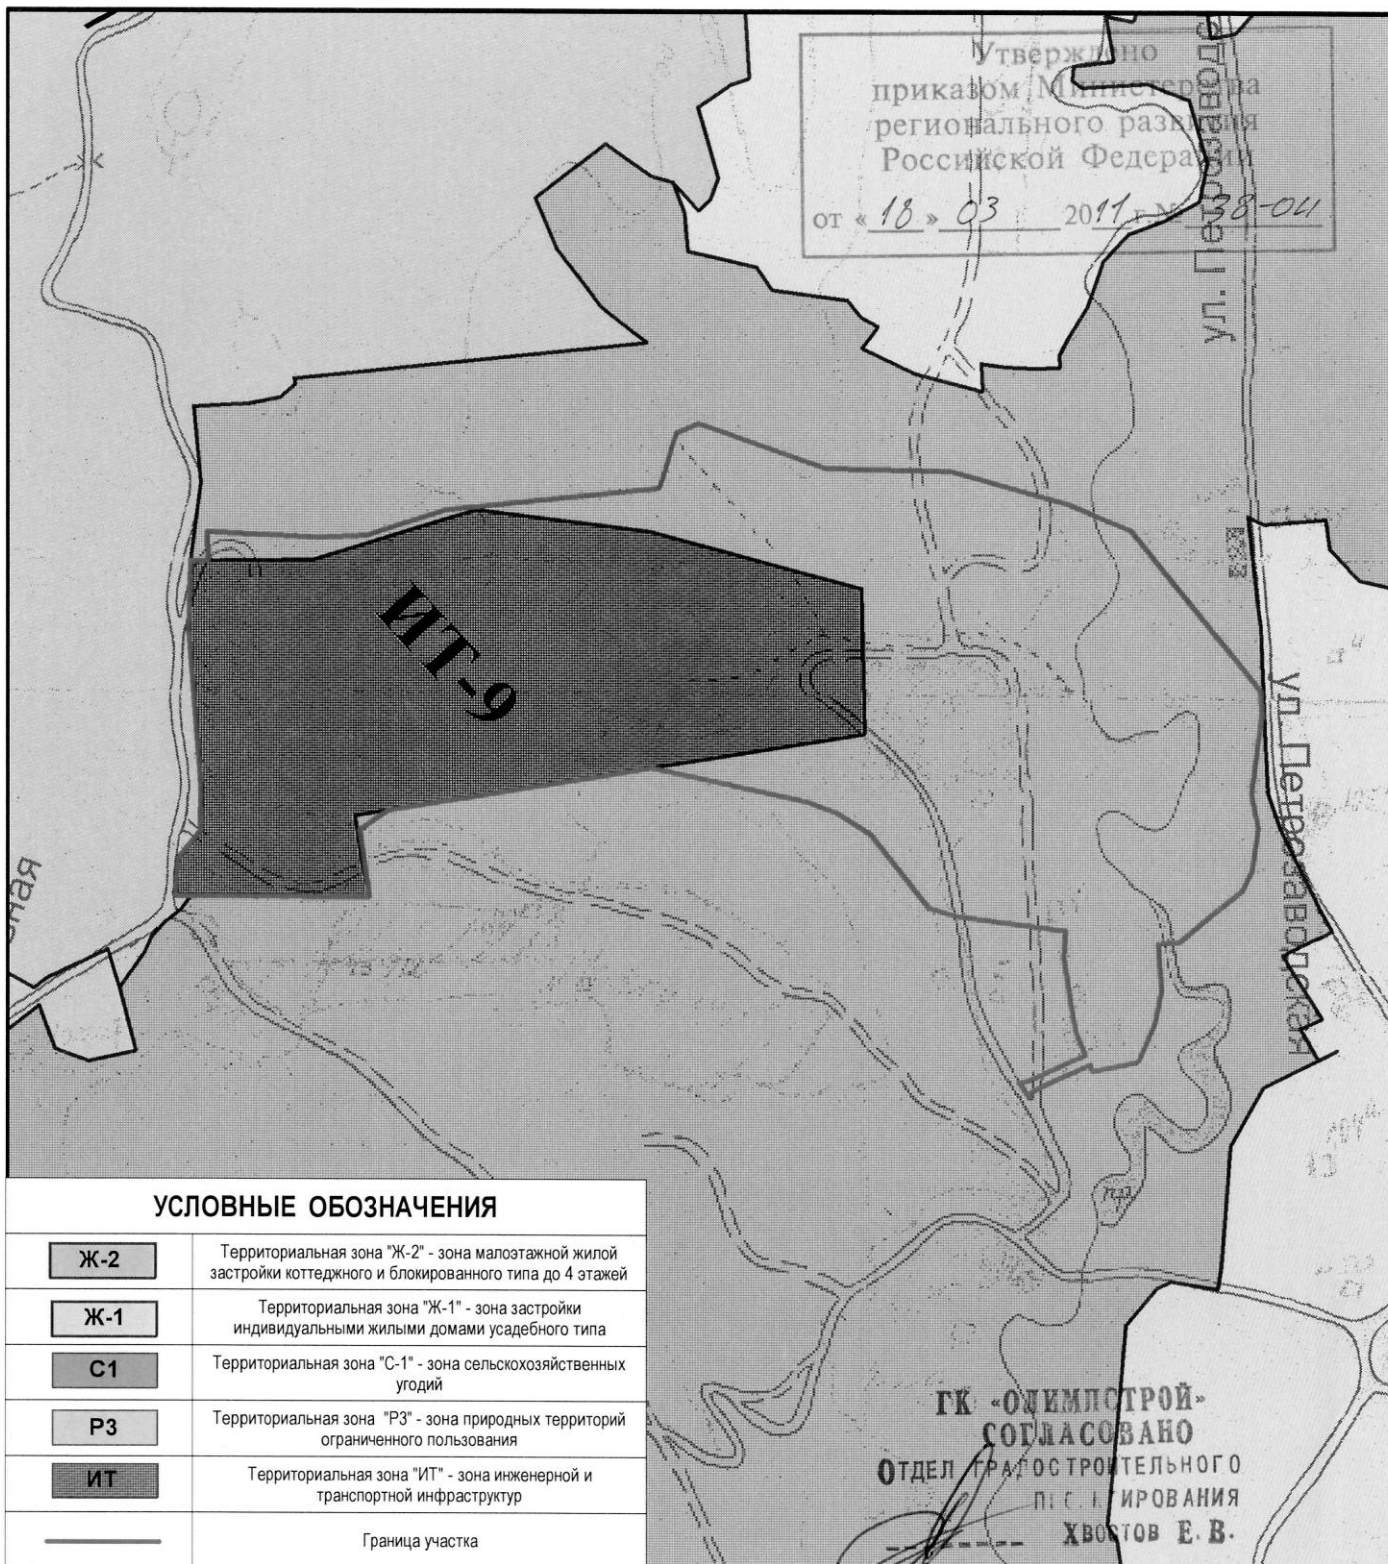 Утверждено
приказом Министерства
регионального развития
Российской Федерации
от «18» 03 2011 г. № 38-ОИ
ул. Петрозаводс
ИТ-9
ул. Петрозаводская
ная
УСЛОВНЫЕ ОБОЗНАЧЕНИЯ
Ж-2
Территориальная зона "Ж-2" - зона малоэтажной жилой
застройки коттеджного и блокированного типа до 4 этажей
Ж-1
Территориальная зона "Ж-1" - зона застройки
индивидуальными жилыми домами усадебного типа
С1
Территориальная зона "С-1" - зона сельскохозяйственных
угодий
Р3
Территориальная зона "Р3" - зона природных территорий
ограниченного пользования
ИТ
Территориальная зона "ИТ" - зона инженерной и
транспортной инфраструктур
Граница участка
ГК «ОЛИМПСТРОЙ»
СОГЛАСОВАНО
ОТДЕЛ ГРАДОСТРОИТЕЛЬНОГО
ПРОЕКТИРОВАНИЯ
ХВОСТОВ Е. В.